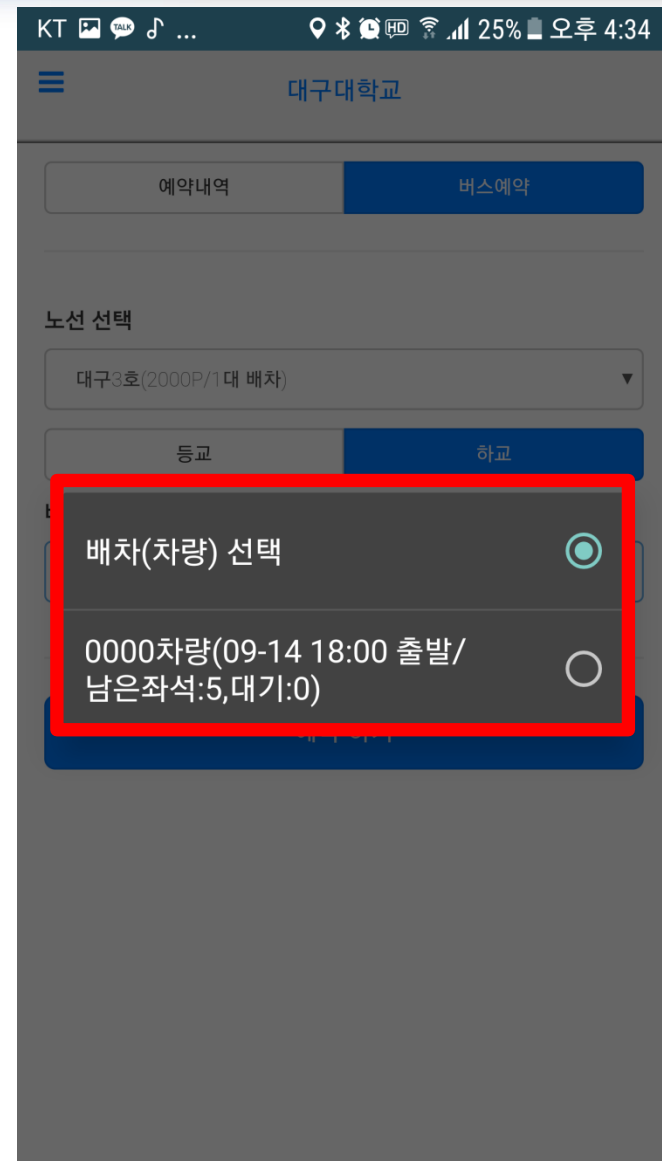 KT TALK ... HD 25% 오후 4:34
대구대학교
예약내역 버스예약
노선 선택
대구3호(2000P/1대 배차) ▼
등교 하교
배차(차량) 선택
0000차량(09-14 18:00 출발/
남은좌석:5,대기:0)